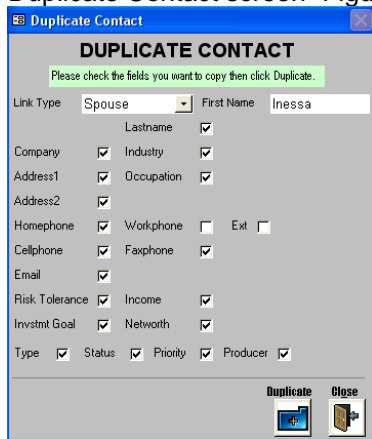 Duplicate Contact screen Figu
Duplicate Contact
DUPLICATE CONTACT
Please check the fields you want to copy then click Duplicate.
Link Type Spouse First Name Inessa
Lastname
Company Industry
Address1 Occupation
Address2
Homephone Workphone Ext
Cellphone Faxphone
Email
Risk Tolerance Income
Invstmt Goal Networth
Type Status Priority Producer
Duplicate Close